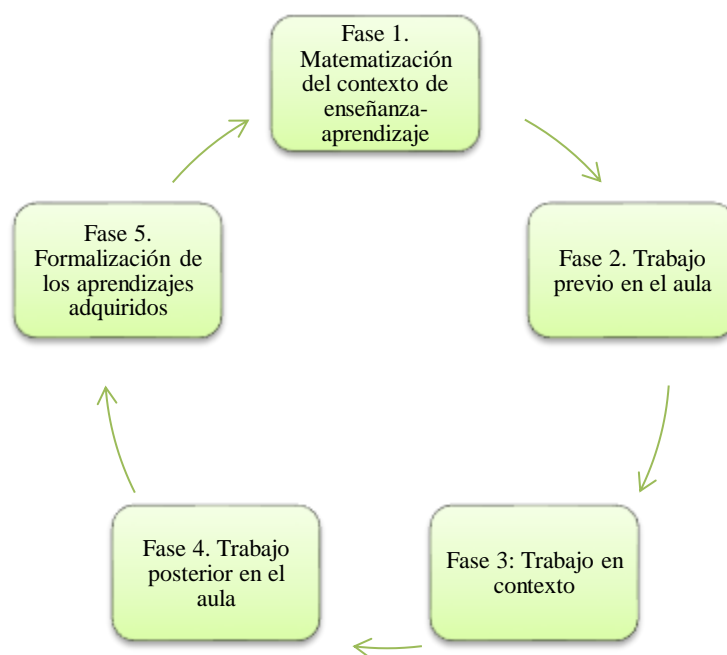 Fase 1.
Matematización
del contexto de
enseñanza-
aprendizaje
Fase 2. Trabajo
previo en el aula
Fase 3: Trabajo en
contexto
Fase 4. Trabajo
posterior en el
aula
Fase 5.
Formalización de
los aprendizajes
adquiridos